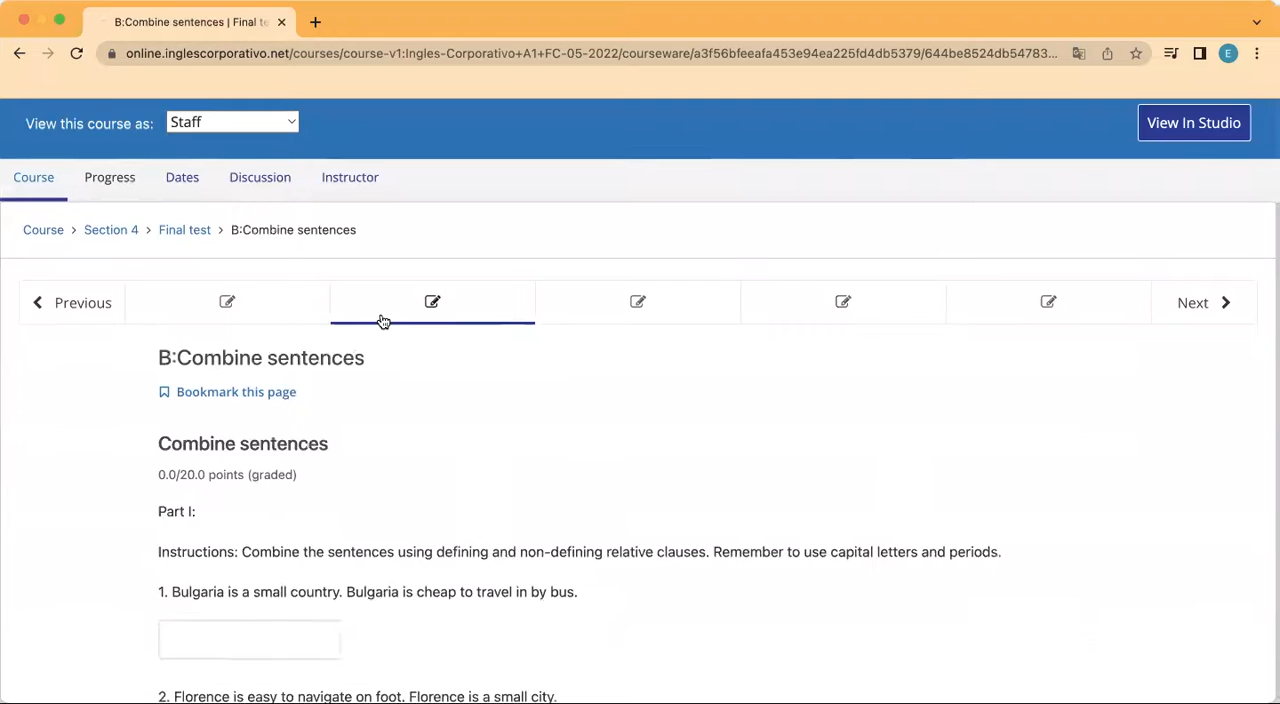 B:Combine sentences | Final te
online.inglescorporativo.net/courses/course-v1:Ingles-Corporativo+A1+FC-05-2022/courseware/a3f56bfeeafa453e94ea225fd4db5379/644be8524db54783...
E
View this course as:
Staff
View In Studio
Course
Progress
Dates
Discussion
Instructor
Course > Section 4 > Final test > B:Combine sentences
Previous
Next
B:Combine sentences
Bookmark this page
Combine sentences
0.0/20.0 points (graded)
Part I:
Instructions: Combine the sentences using defining and non-defining relative clauses. Remember to use capital letters and periods.
1. Bulgaria is a small country. Bulgaria is cheap to travel in by bus.
2. Florence is easy to navigate on foot. Florence is a small city.